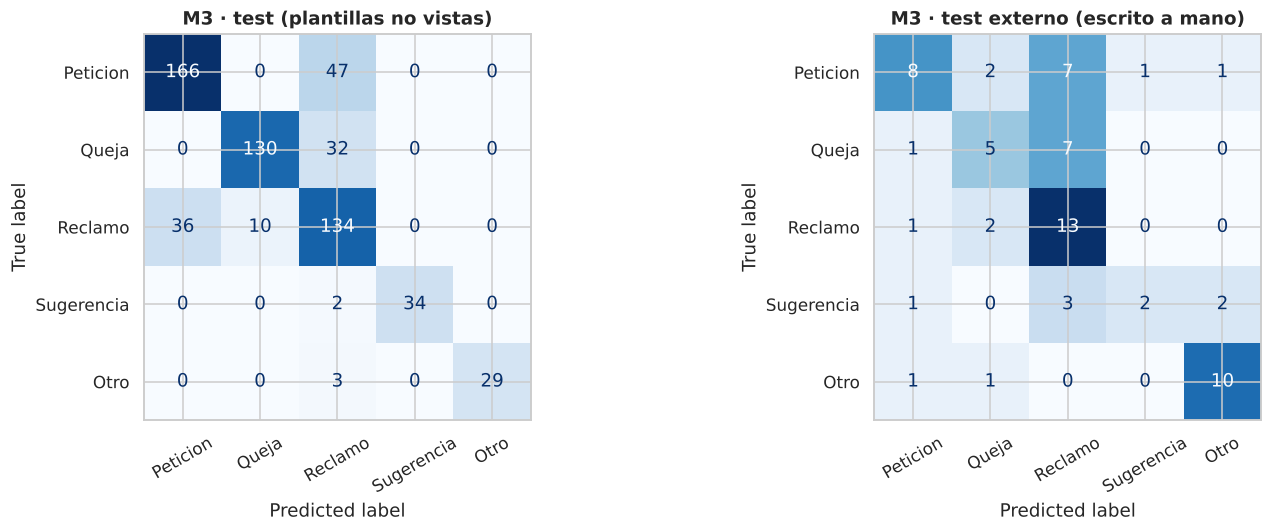 M3 · test (plantillas no vistas)
True label
Peticion 166 0 47 0 0
Queja 0 130 32 0 0
Reclamo 36 10 134 0 0
Sugerencia 0 0 2 34 0
Otro 0 0 3 0 29
Peticion Queja Reclamo Sugerencia Otro
Predicted label
M3 · test externo (escrito a mano)
True label
Peticion 8 2 7 1 1
Queja 1 5 7 0 0
Reclamo 1 2 13 0 0
Sugerencia 1 0 3 2 2
Otro 1 1 0 0 10
Peticion Queja Reclamo Sugerencia Otro
Predicted label